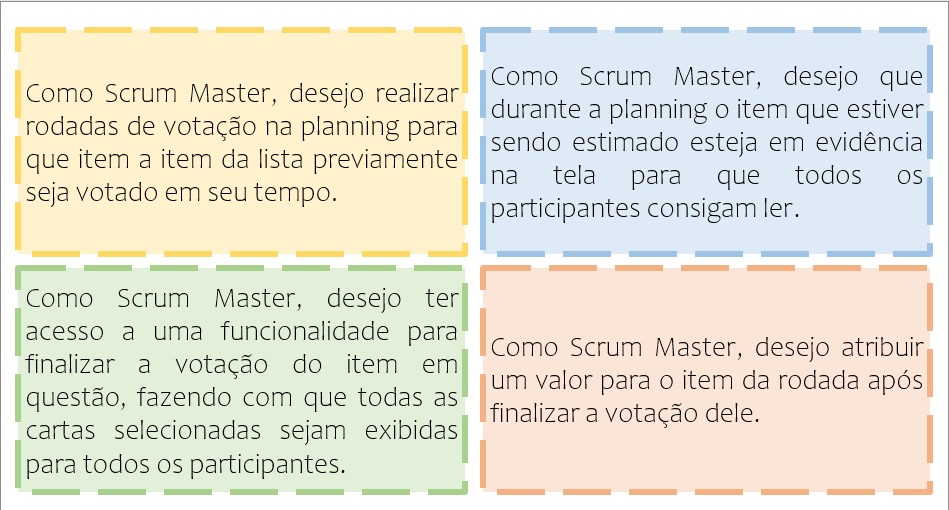 Como Scrum Master, desejo realizar
rodadas de votação na planning para
que item a item da lista previamente
seja votado em seu tempo.
Como Scrum Master, desejo que
durante a planning o item que estiver
sendo estimado esteja em evidência
na tela para que todos os
participantes consigam ler.
Como Scrum Master, desejo ter
acesso a uma funcionalidade para
finalizar a votação do item em
questão, fazendo com que todas as
cartas selecionadas sejam exibidas
para todos os participantes.
Como Scrum Master, desejo atribuir
um valor para o item da rodada após
finalizar a votação dele.